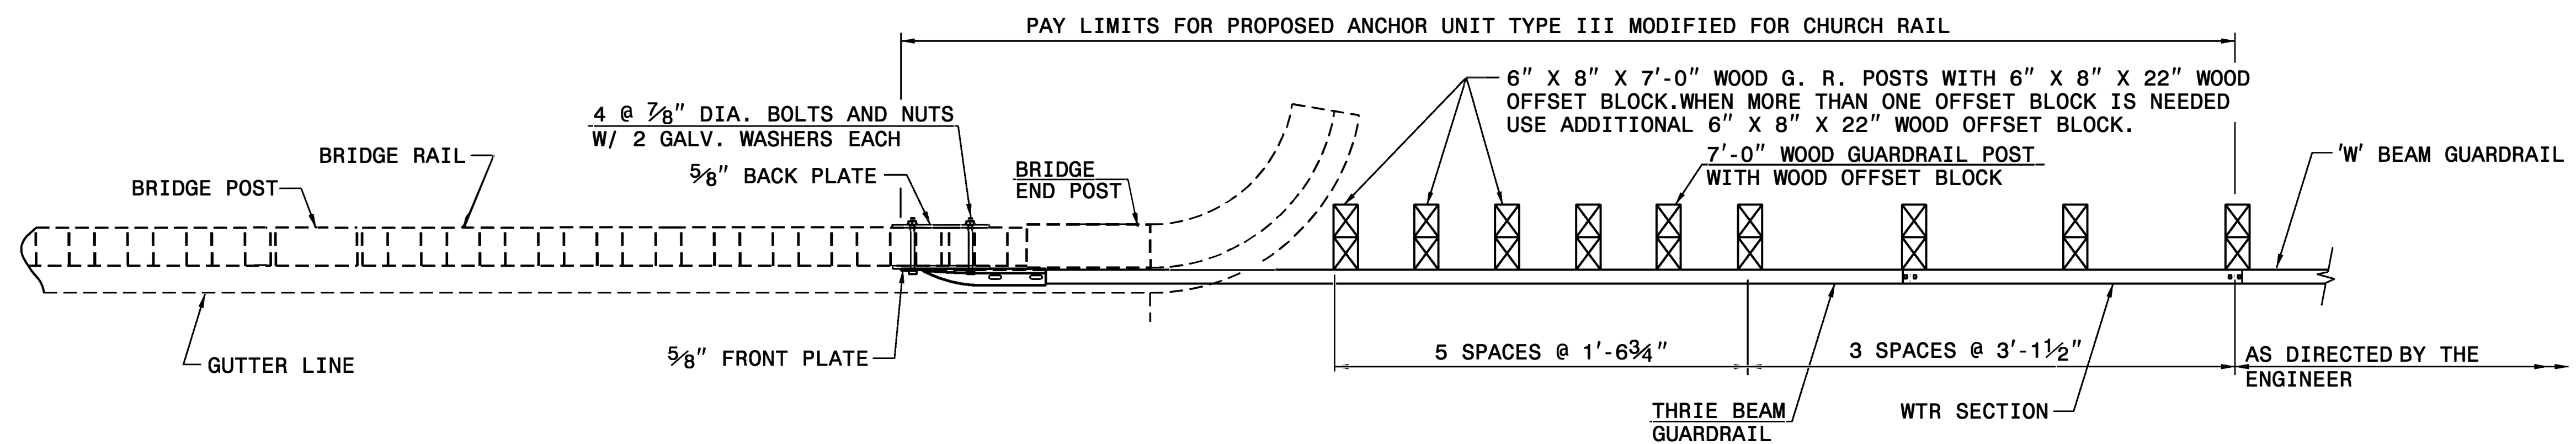 PAY LIMITS FOR PROPOSED ANCHOR UNIT TYPE III MODIFIED FOR CHURCH RAIL
6" X 8" X 7'-0" WOOD G. R. POSTS WITH 6" X 8" X 22" WOOD
OFFSET BLOCK.WHEN MORE THAN ONE OFFSET BLOCK IS NEEDED
USE ADDITIONAL 6" X 8" X 22" WOOD OFFSET BLOCK.
4 @ 7/8" DIA. BOLTS AND NUTS
W/ 2 GALV. WASHERS EACH
BRIDGE RAIL
7'-0" WOOD GUARDRAIL POST
WITH WOOD OFFSET BLOCK
'W' BEAM GUARDRAIL
BRIDGE POST
5/8" BACK PLATE
BRIDGE
END POST
GUTTER LINE
5/8" FRONT PLATE
5 SPACES @ 1'-6 3/4"
3 SPACES @ 3'-1 1/2"
AS DIRECTED BY THE
ENGINEER
THRIE BEAM
GUARDRAIL
WTR SECTION